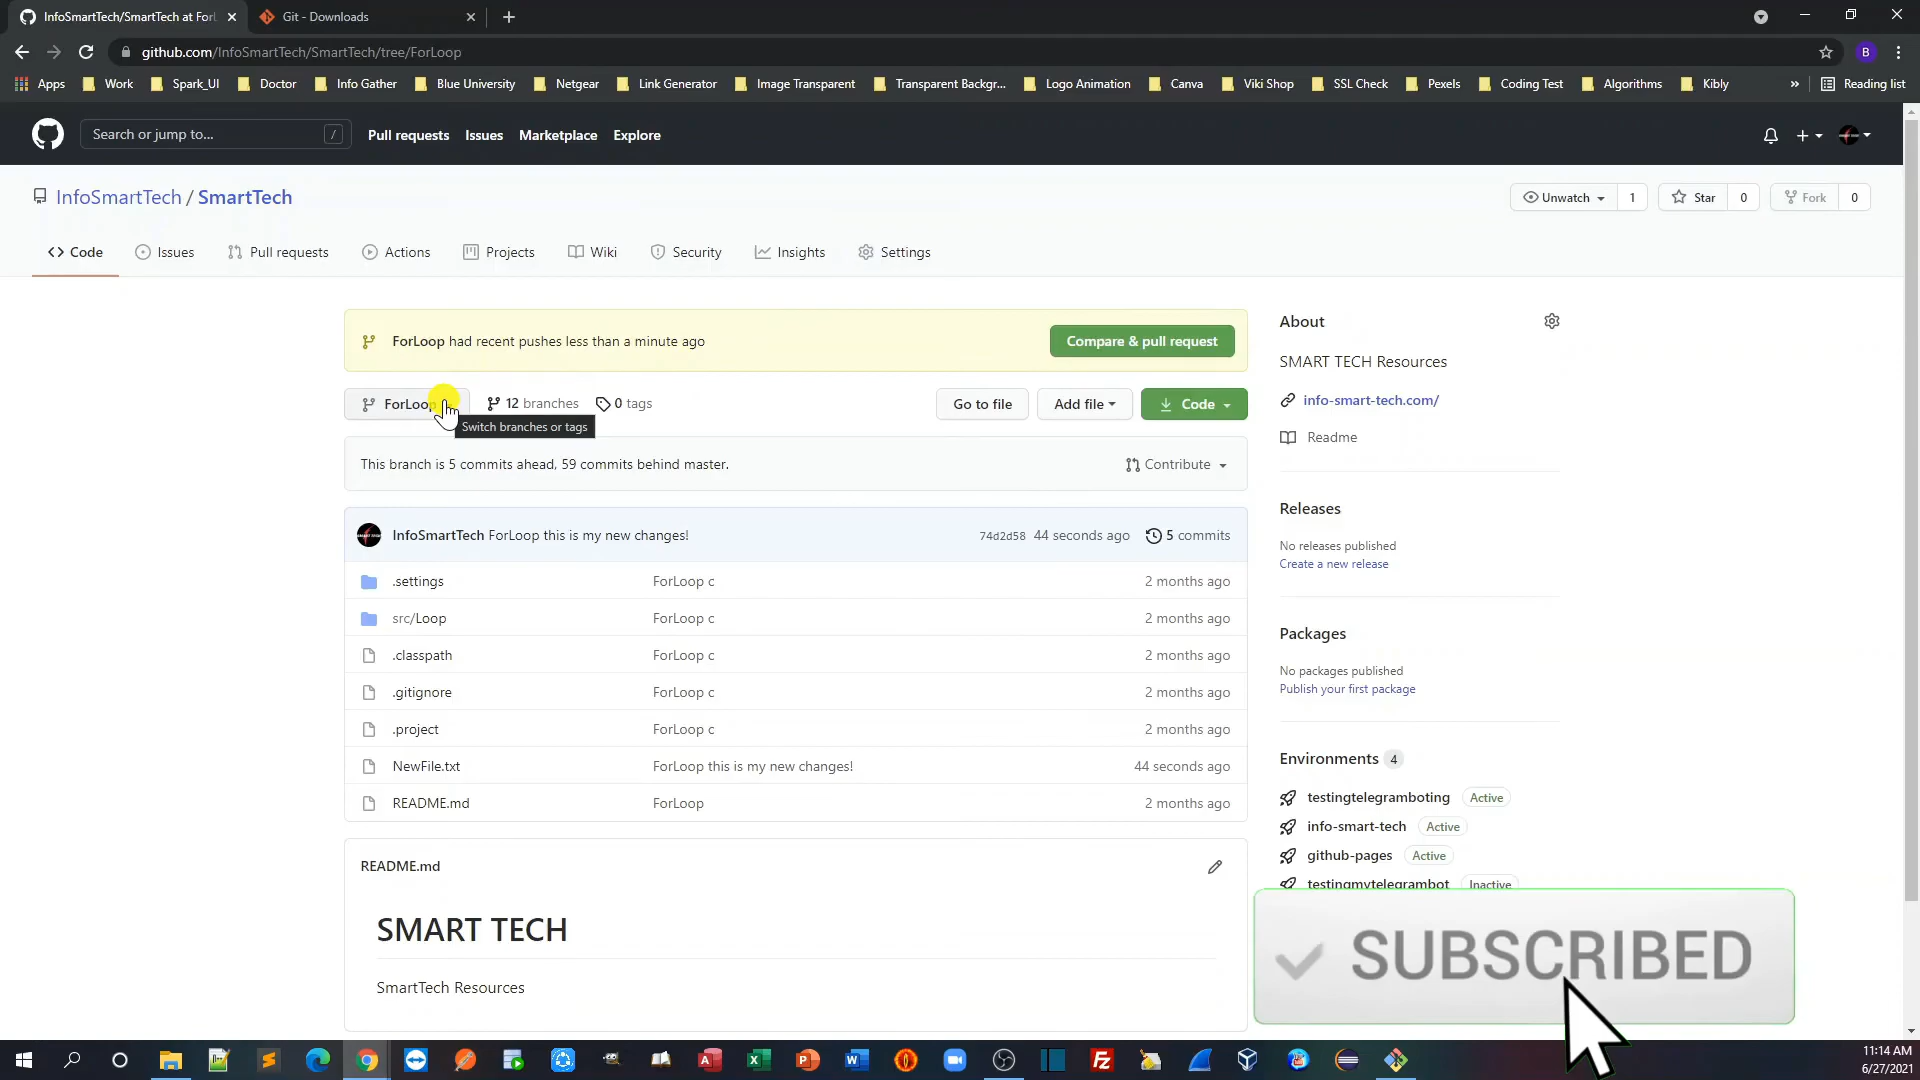 InfoSmartTech/SmartTech at ForL
Git - Downloads
github.com/InfoSmartTech/SmartTech/tree/ForLoop
B
Apps
Work
Spark_UI
Doctor
Info Gather
Blue University
Netgear
Link Generator
Image Transparent
Transparent Backgr...
Logo Animation
Canva
Viki Shop
SSL Check
Pexels
Coding Test
Algorithms
Kibly
»
Reading list
Search or jump to...
/
Pull requests
Issues
Marketplace
Explore
InfoSmartTech / SmartTech
Unwatch
1
Star
0
Fork
0
Code
Issues
Pull requests
Actions
Projects
Wiki
Security
Insights
Settings
ForLoop had recent pushes less than a minute ago
Compare & pull request
ForLoop
12 branches
0 tags
Go to file
Add file
Code
Switch branches or tags
This branch is 5 commits ahead, 59 commits behind master.
Contribute
InfoSmartTech ForLoop this is my new changes!
74d2d58 44 seconds ago
5 commits
.settings
ForLoop c
2 months ago
src/Loop
ForLoop c
2 months ago
.classpath
ForLoop c
2 months ago
.gitignore
ForLoop c
2 months ago
.project
ForLoop c
2 months ago
NewFile.txt
ForLoop this is my new changes!
44 seconds ago
README.md
ForLoop
2 months ago
README.md
SMART TECH
SmartTech Resources
About
SMART TECH Resources
info-smart-tech.com/
Readme
Releases
No releases published
Create a new release
Packages
No packages published
Publish your first package
Environments 4
testingtelegramboting Active
info-smart-tech Active
github-pages Active
testingmytelegrambot Inactive
SUBSCRIBED
11:14 AM
6/27/2021